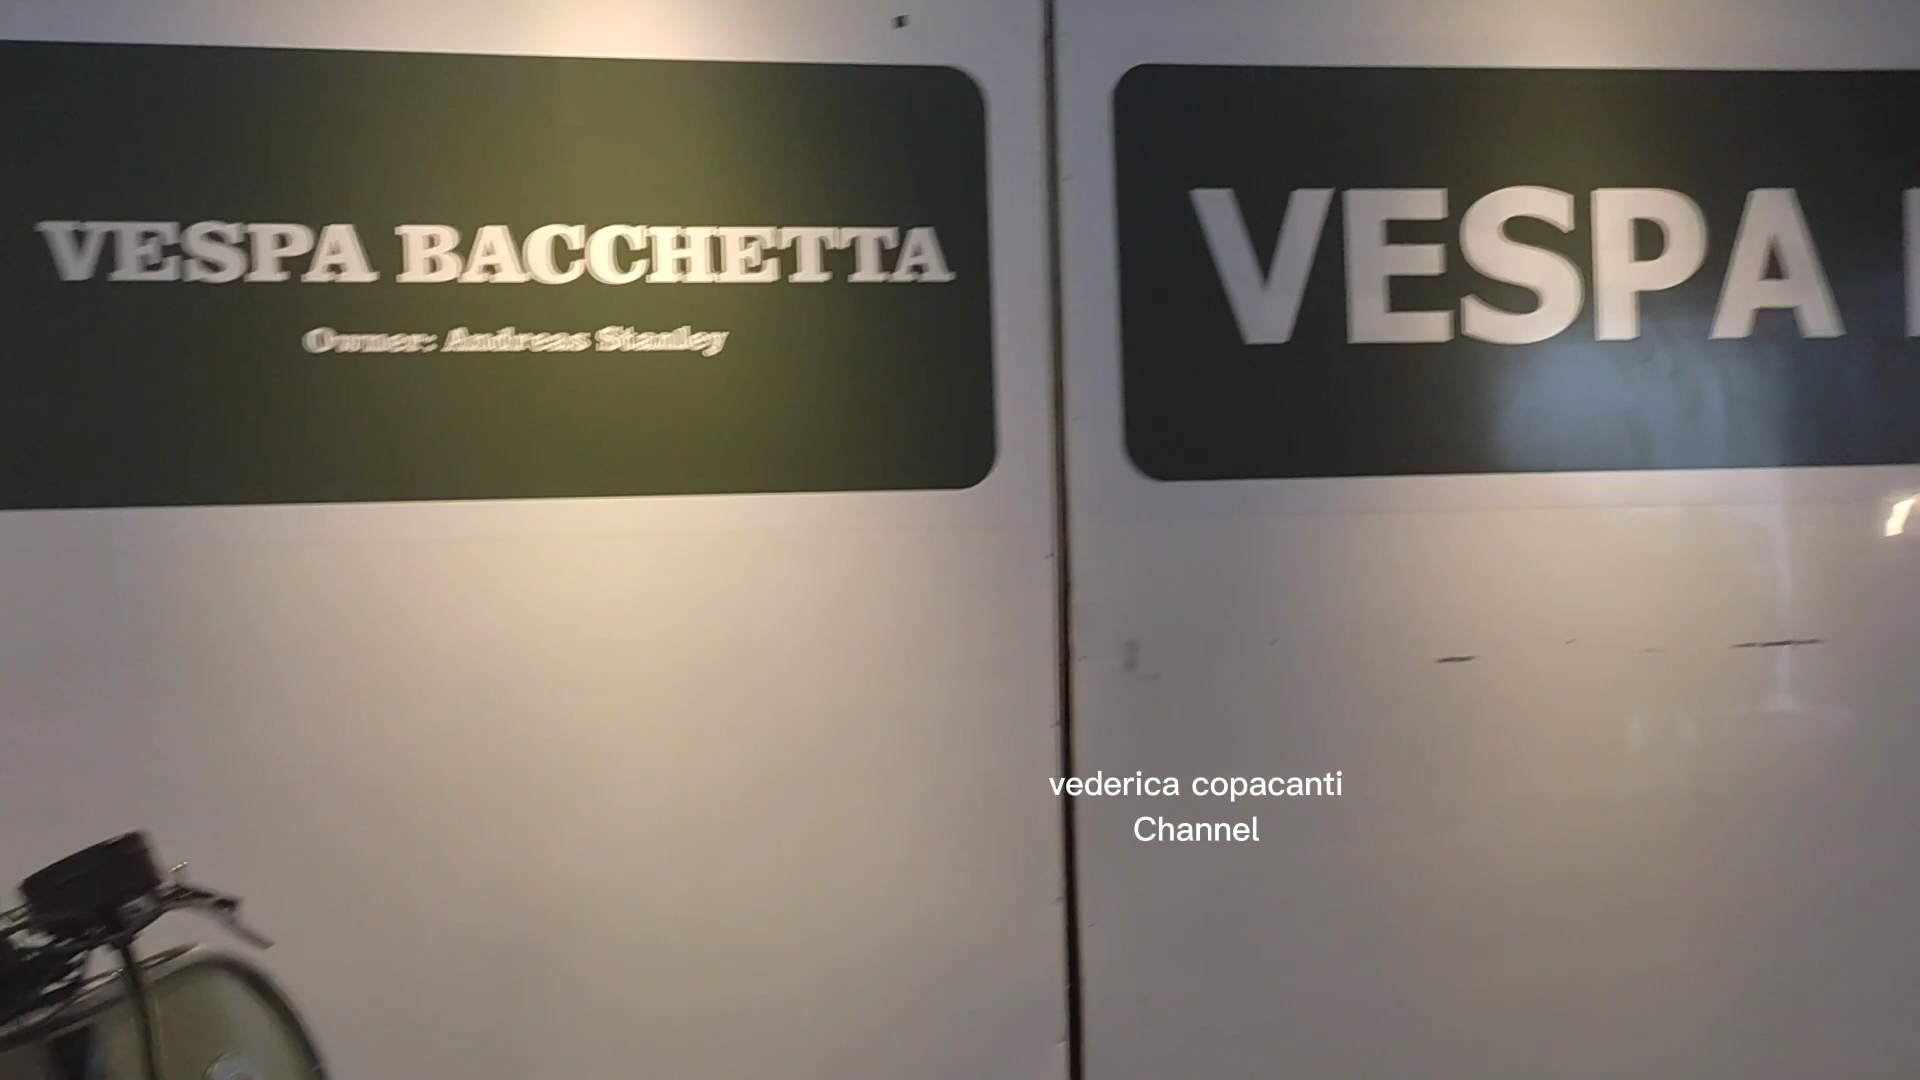 VESPA BACCHETTA
Owner: Andreas Stanley
VESPA
vederica copacanti
Channel